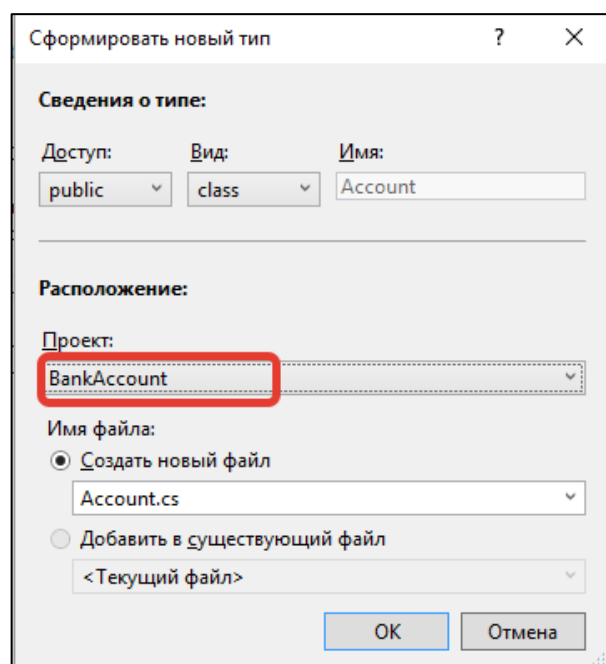 Сформировать новый тип ? ×
Сведения о типе:
Доступ: Вид: Имя:
public class Account
Расположение:
Проект:
BankAccount
Имя файла:
Создать новый файл
Account.cs
Добавить в существующий файл
<Текущий файл>
OK Отмена